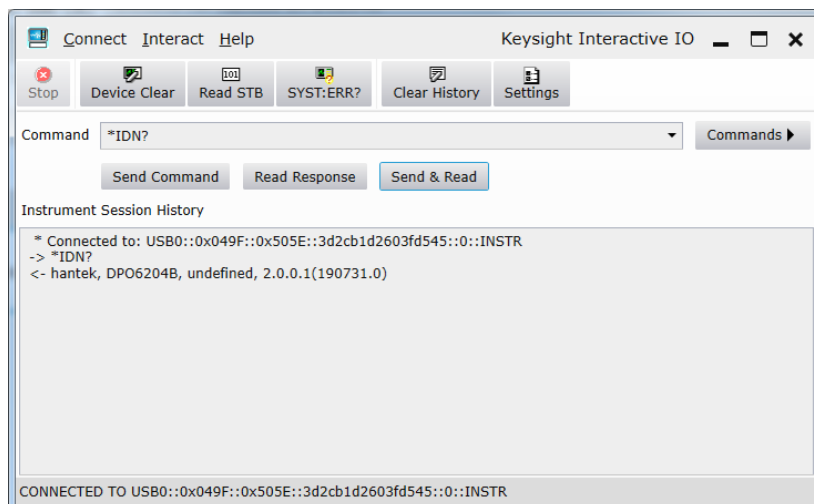 Connect Interact Help Keysight Interactive IO
Stop Device Clear 101 Read STB SYST:ERR? Clear History Settings
Command *IDN? Commands
Send Command Read Response Send & Read
Instrument Session History
* Connected to: USB0::0x049F::0x505E::3d2cb1d2603fd545::0::INSTR
-> *IDN?
<- hantek, DPO6204B, undefined, 2.0.0.1(190731.0)
CONNECTED TO USB0::0x049F::0x505E::3d2cb1d2603fd545::0::INSTR